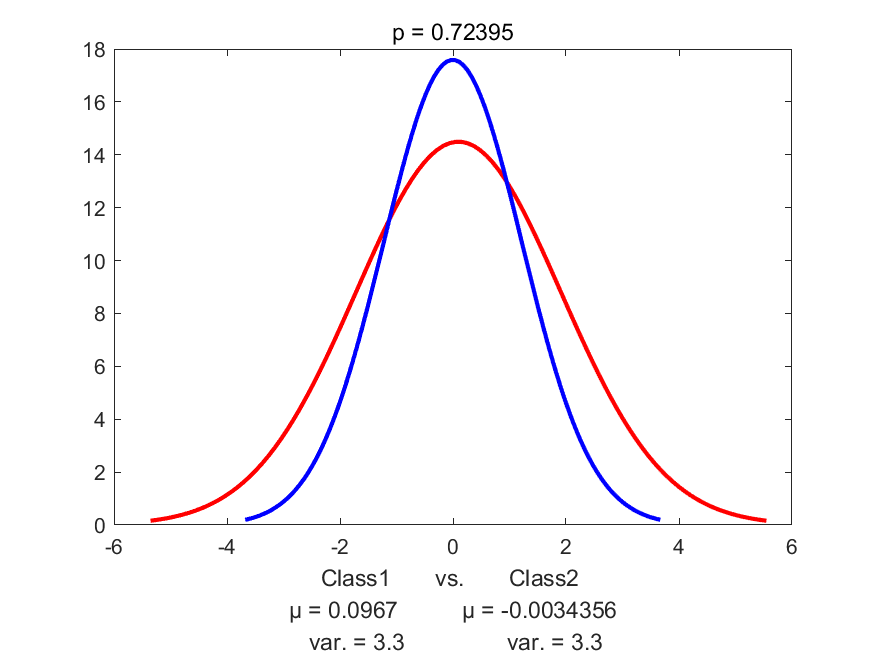 p = 0.72395
18
16
14
12
10
8
6
4
2
0
-6 -4 -2 0 2 4 6
Class1 vs. Class2
μ = 0.0967 μ = -0.0034356
var. = 3.3 var. = 3.3